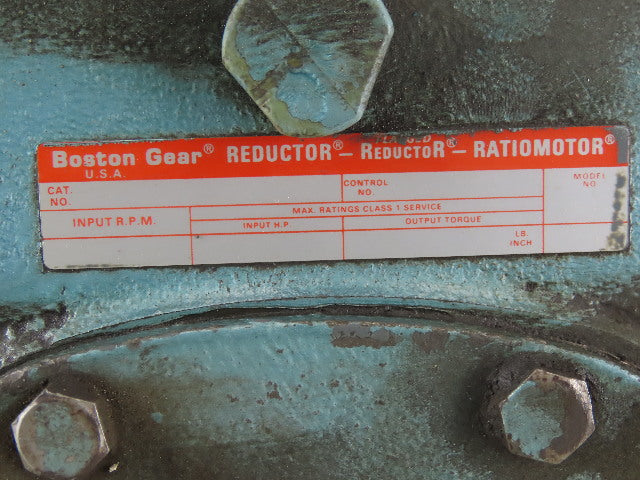 Boston Gear® REDUCTOR® - REDUCTOR® - RATIOMOTOR®
U.S.A.
CAT. NO.
CONTROL NO.
MODEL NO
INPUT R.P.M.
MAX. RATINGS CLASS 1 SERVICE
INPUT H.P.
OUTPUT TORQUE
LB. INCH